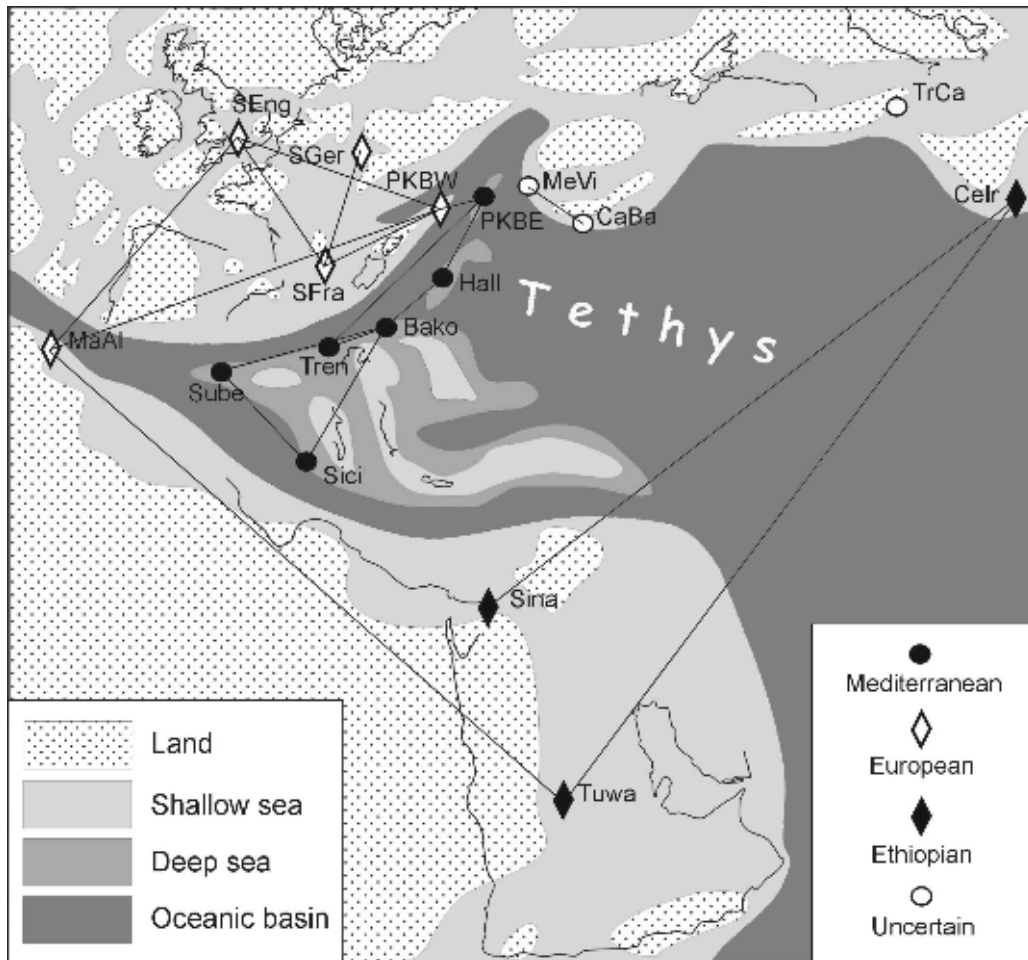 SEng
TrCa
SGer
PKBW
MeVi
CeIr
PKBE
CaBa
SFra
Hall
Tethys
MaAl
Bako
Tren
Sube
Sici
Sina
Tuwa
Land
Shallow sea
Deep sea
Oceanic basin
Mediterranean
European
Ethiopian
Uncertain